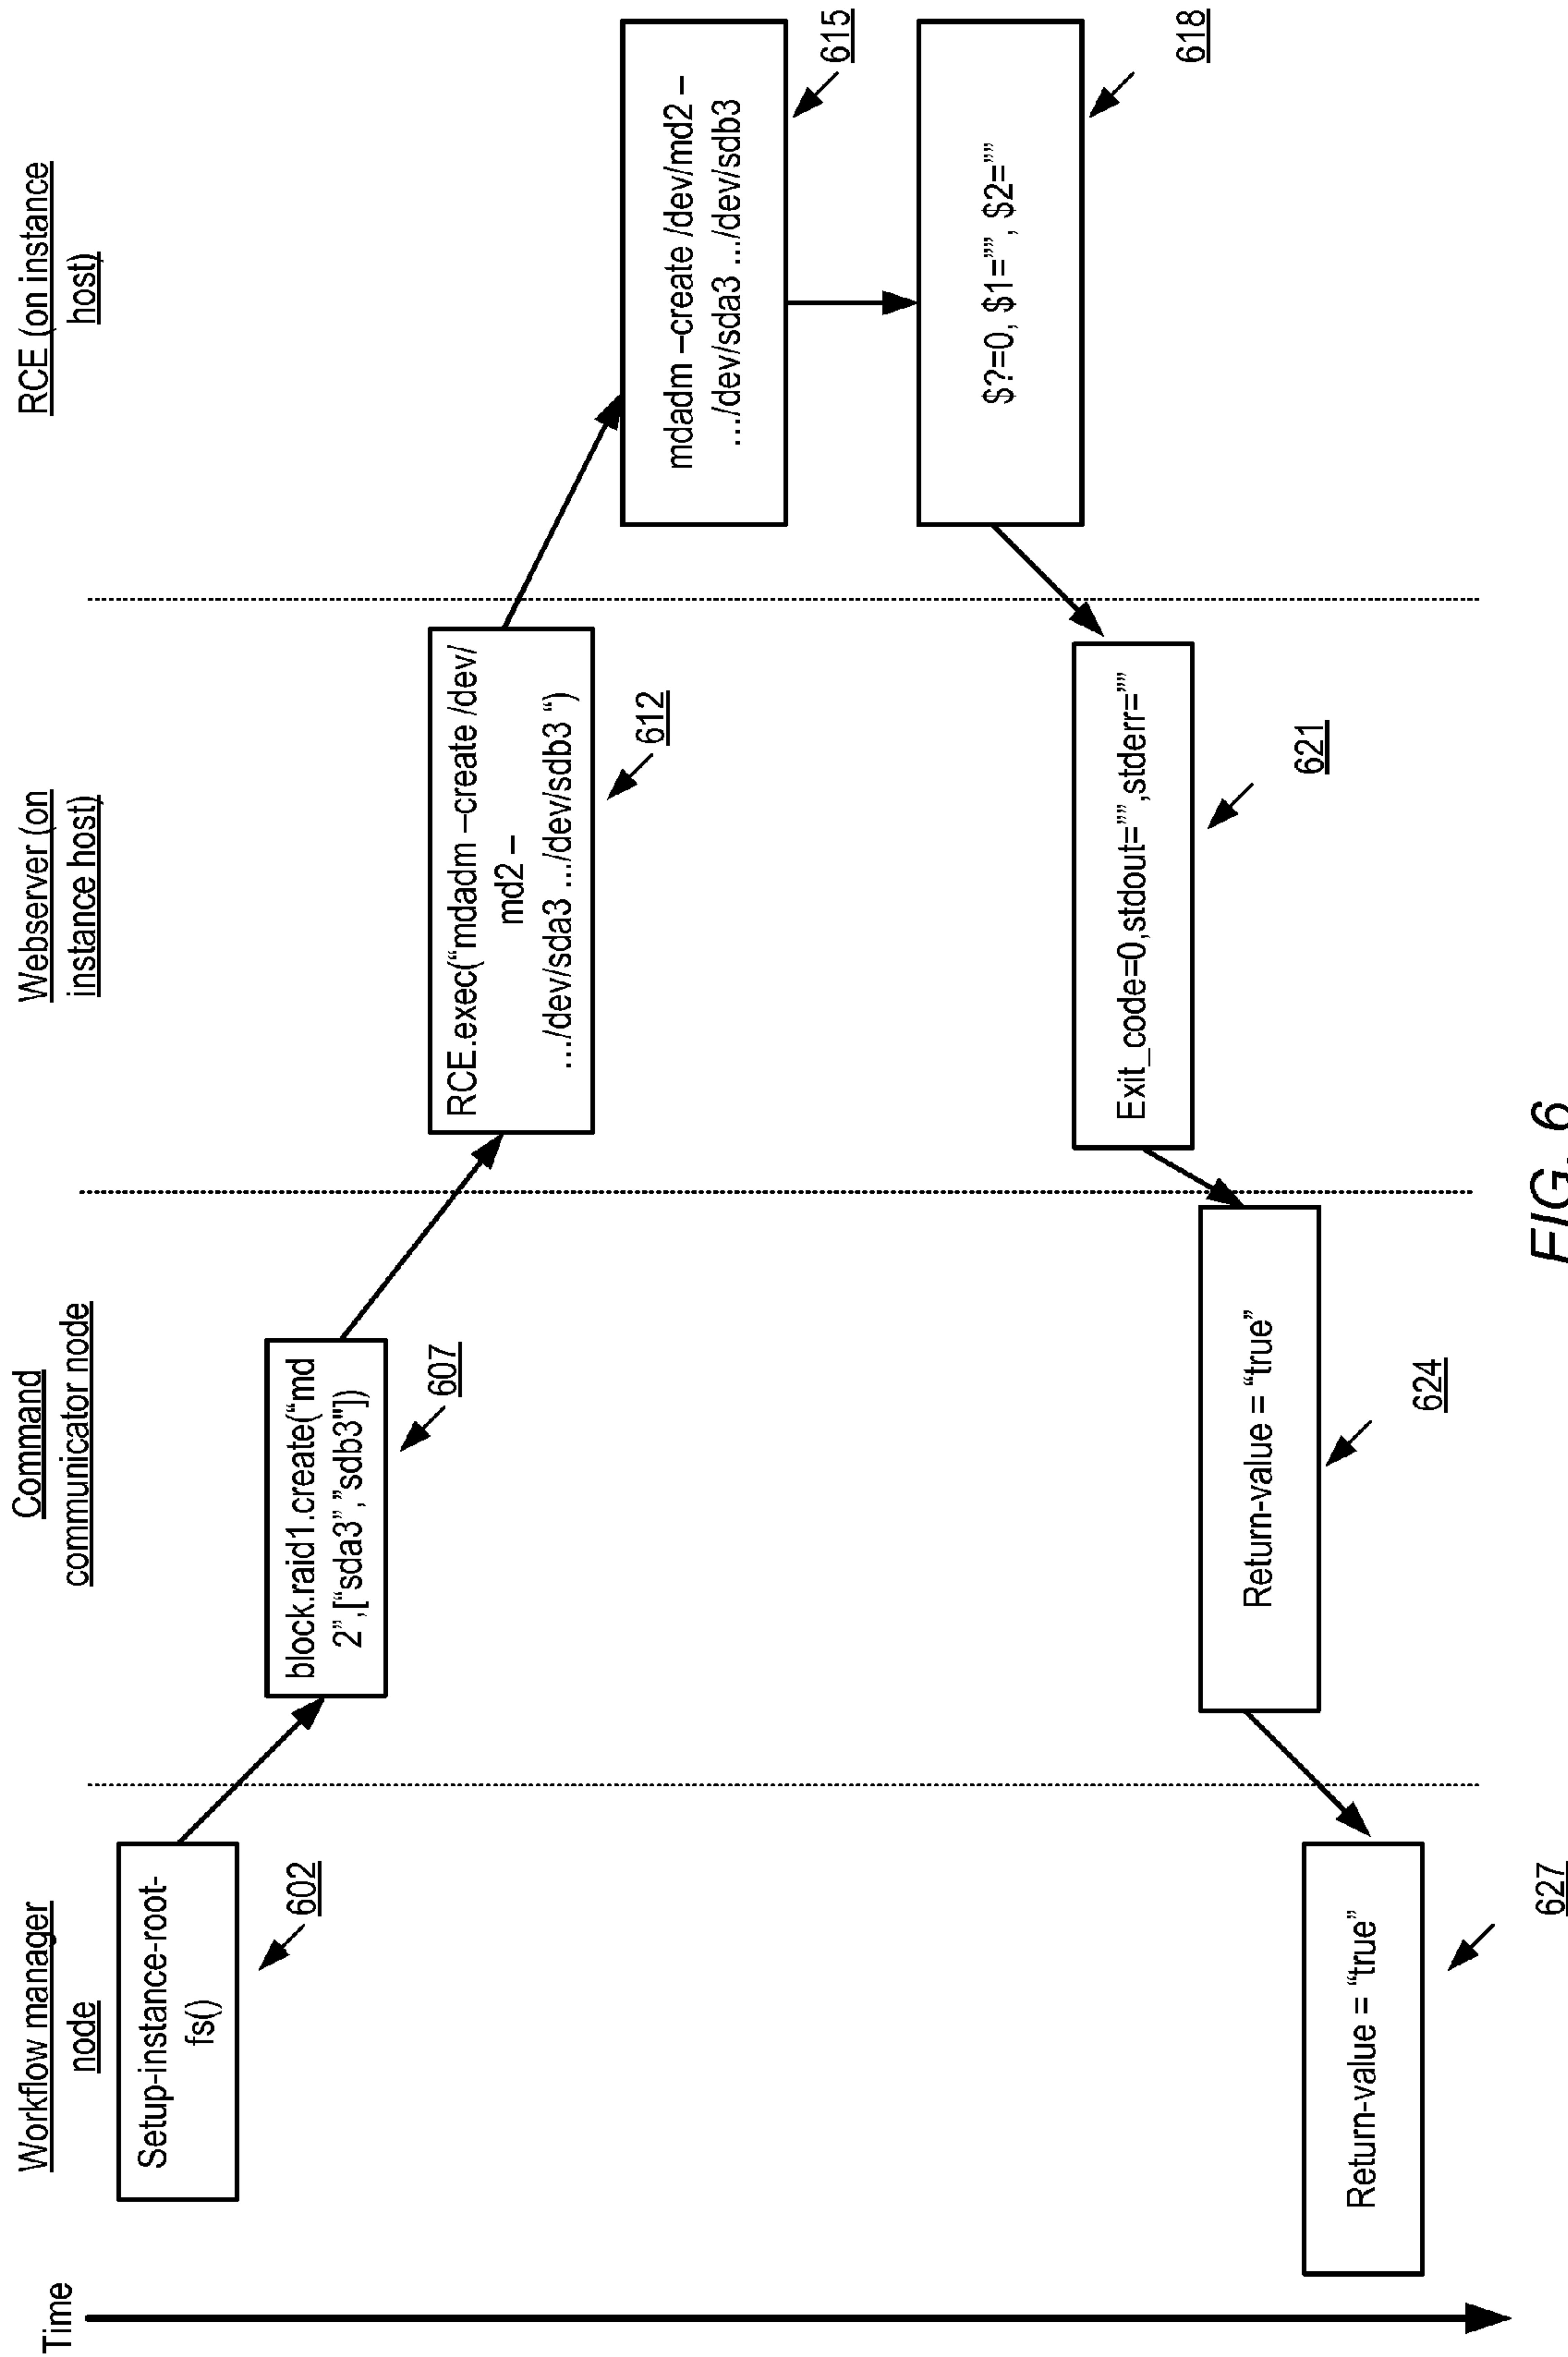 Time
Workflow manager
node
Command
communicator node
Webserver (on
instance host)
RCE (on instance
host)
Setup-instance-root-
fs()
602
block.raid1.create(“md
2”,[“sda3”,”sdb3"])
607
RCE.exec(“mdadm –create /dev/
md2 –
…/dev/sda3 …/dev/sdb3 “)
612
mdadm –create /dev/md2 –
…/dev/sda3 …/dev/sdb3
615
$?=0, $1=””, $2=””
618
Exit_code=0,stdout=””,stderr=””
621
Return-value = “true”
624
Return-value = “true”
627
FIG. 6